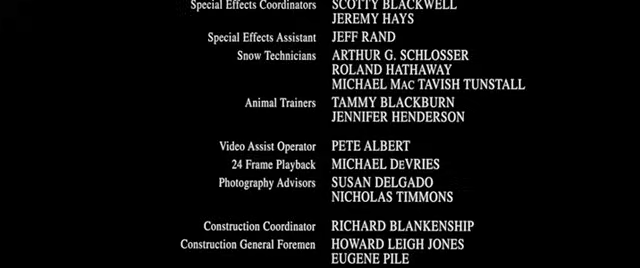 Special Effects Coordinators SCOTTY BLACKWELL
JEREMY HAYS
Special Effects Assistant JEFF RAND
Snow Technicians ARTHUR G. SCHLOSSER
ROLAND HATHAWAY
MICHAEL MAC TAVISH TUNSTALL
Animal Trainers TAMMY BLACKBURN
JENNIFER HENDERSON
Video Assist Operator PETE ALBERT
24 Frame Playback MICHAEL DEVRIES
Photography Advisors SUSAN DELGADO
NICHOLAS TIMMONS
Construction Coordinator RICHARD BLANKENSHIP
Construction General Foremen HOWARD LEIGH JONES
EUGENE PILE